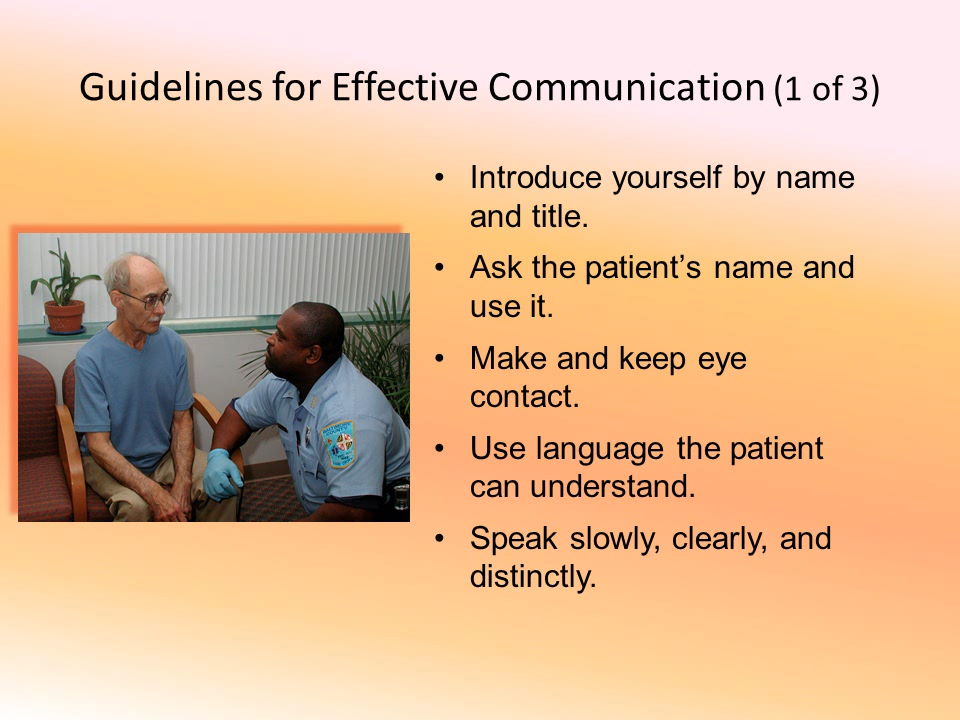 Guidelines for Effective Communication (1 of 3)
• Introduce yourself by name
and title.
• Ask the patient’s name and
use it.
• Make and keep eye
contact.
• Use language the patient
can understand.
• Speak slowly, clearly, and
distinctly.